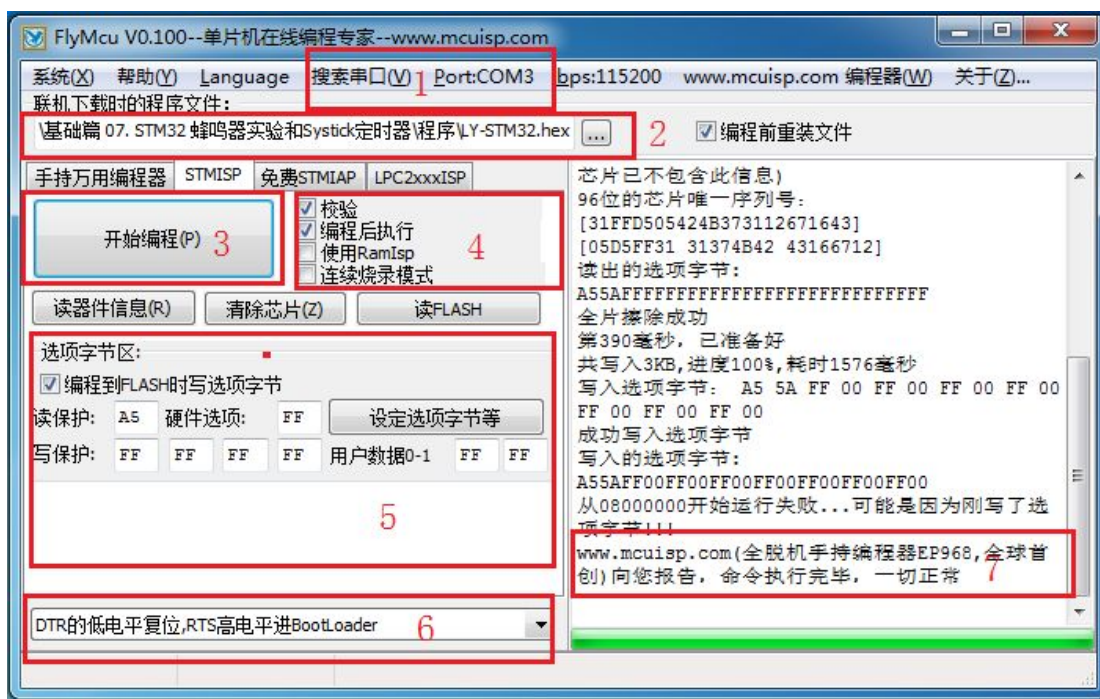 FlyMcu V0.100--单片机在线编程专家--www.mcuisp.com
系统(X) 帮助(Y) Language 搜索串口(V) Port:COM3 bps:115200 www.mcuisp.com 编程器(W) 关于(Z)...
1
联机下载时的程序文件:
\基础篇 07. STM32 蜂鸣器实验和Systick定时器\程序\LY-STM32.hex ... 2 编程前重装文件
手持万用编程器 STMISP 免费STMIAP LPC2xxxISP
开始编程(P) 3
校验
编程后执行
使用RamIsp
连续烧录模式
4
读器件信息(R) 清除芯片(Z) 读FLASH
选项字节区:
编程到FLASH时写选项字节
读保护: A5 硬件选项: FF 设定选项字节等
写保护: FF FF FF FF 用户数据0-1 FF FF
5
DTR的低电平复位,RTS高电平进BootLoader 6
芯片已不包含此信息)
96位的芯片唯一序列号:
[31FFD505424B373112671643]
[05D5FF31 31374B42 43166712]
读出的选项字节:
A55AFFFFFFFFFFFFFFFFFFFFFFFFFFFF
全片擦除成功
第390毫秒, 已准备好
共写入3KB,进度100%,耗时1576毫秒
写入选项字节: A5 5A FF 00 FF 00 FF 00 FF 00
FF 00 FF 00 FF 00
成功写入选项字节
写入的选项字节:
A55AFF00FF00FF00FF00FF00FF00FF00
从08000000开始运行失败...可能是因为刚写了选
项字节!!!
www.mcuisp.com(全脱机手持编程器EP968,全球首
创)向您报告, 命令执行完毕, 一切正常 7